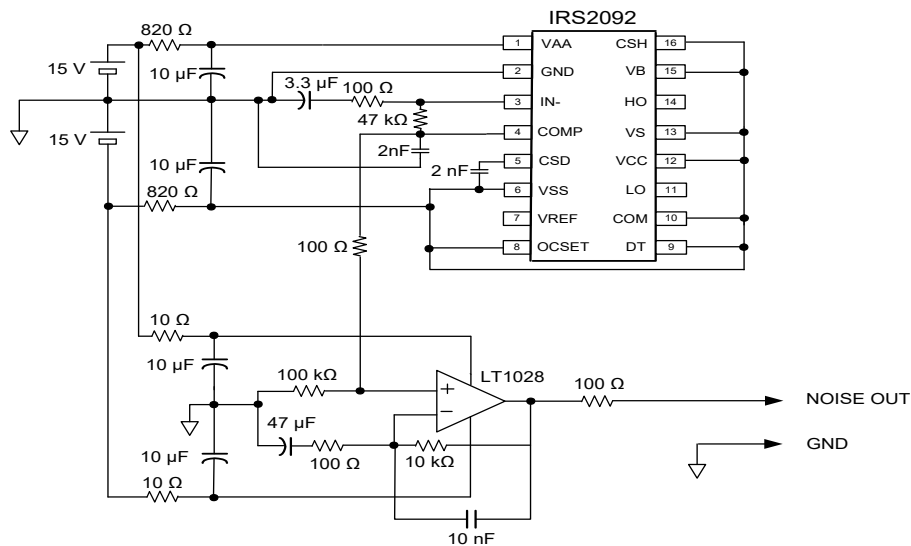 IRS2092
820 Ω
15 V
10 µF
3.3 µF
100 Ω
47 kΩ
2nF
15 V
10 µF
820 Ω
2 nF
1 VAA
2 GND
3 IN-
4 COMP
5 CSD
6 VSS
7 VREF
8 OCSET
CSH 16
VB 15
HO 14
VS 13
VCC 12
LO 11
COM 10
DT 9
100 Ω
10 Ω
10 µF
100 kΩ
LT1028
+
−
100 Ω
NOISE OUT
47 µF
100 Ω
10 kΩ
GND
10 µF
10 Ω
10 nF